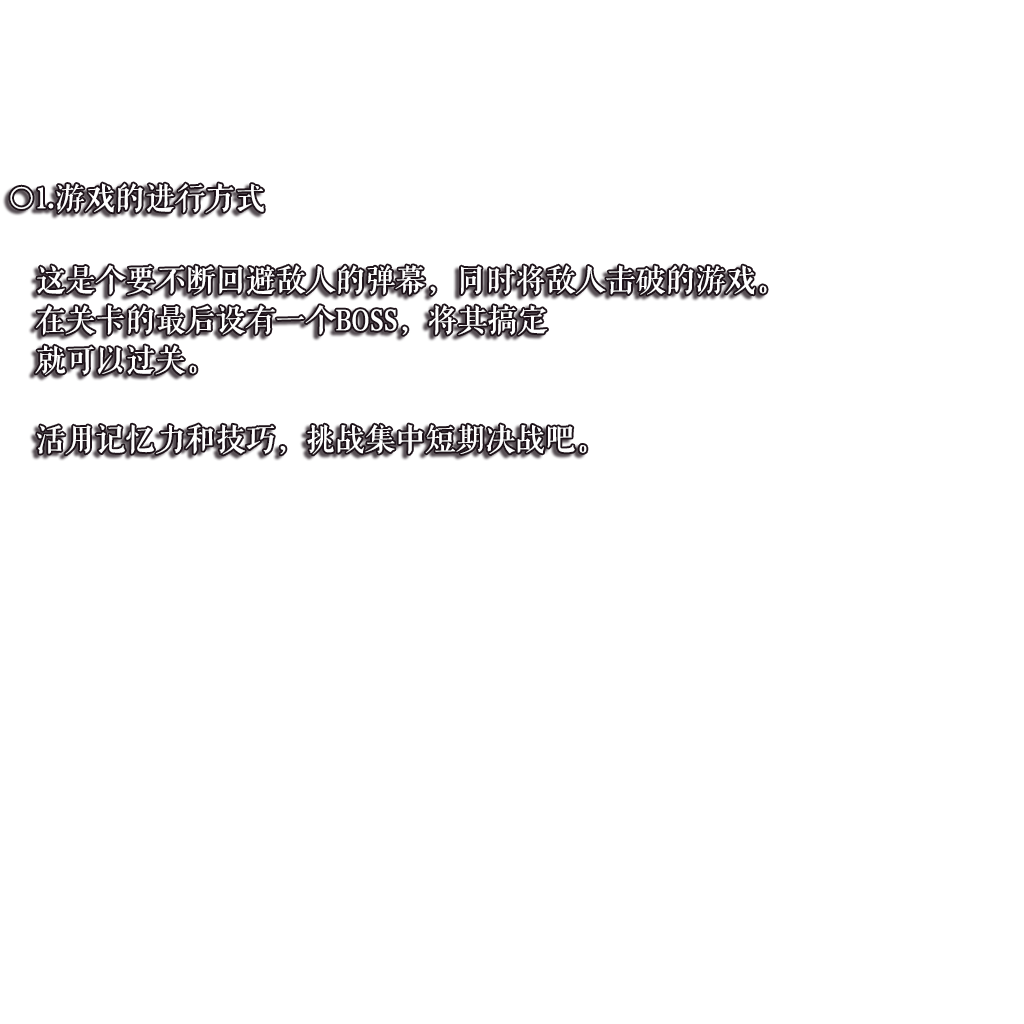 ◎1.游戏的进行方式
这是个要不断回避敌人的弹幕，同时将敌人击破的游戏。
在关卡的最后设有一个BOSS，将其搞定
就可以过关。
活用记忆力和技巧，挑战集中短期决战吧。